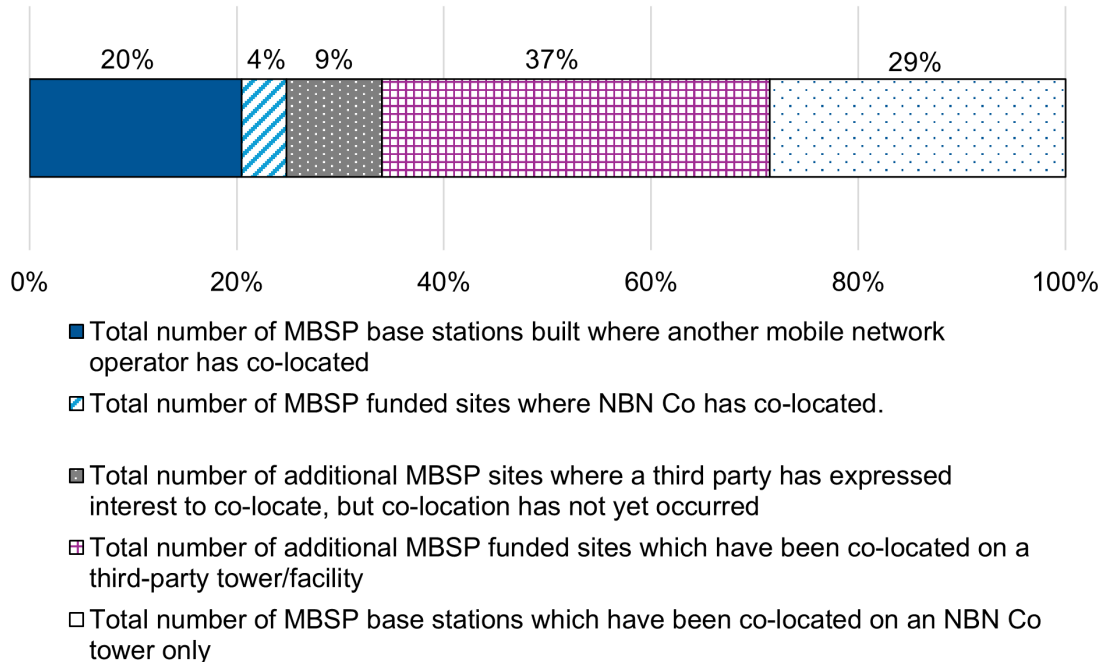 20% 4% 9% 37% 29%
0% 20% 40% 60% 80% 100%
Total number of MBSP base stations built where another mobile network
operator has co-located
Total number of MBSP funded sites where NBN Co has co-located.
Total number of additional MBSP sites where a third party has expressed
interest to co-locate, but co-location has not yet occurred
Total number of additional MBSP funded sites which have been co-located on a
third-party tower/facility
Total number of MBSP base stations which have been co-located on an NBN Co
tower only